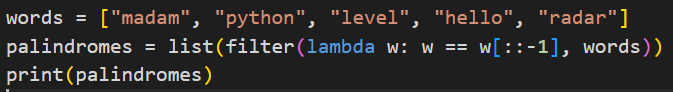 words = ["madam", "python", "level", "hello", "radar"]
palindromes = list(filter(lambda w: w == w[::-1], words))
print(palindromes)